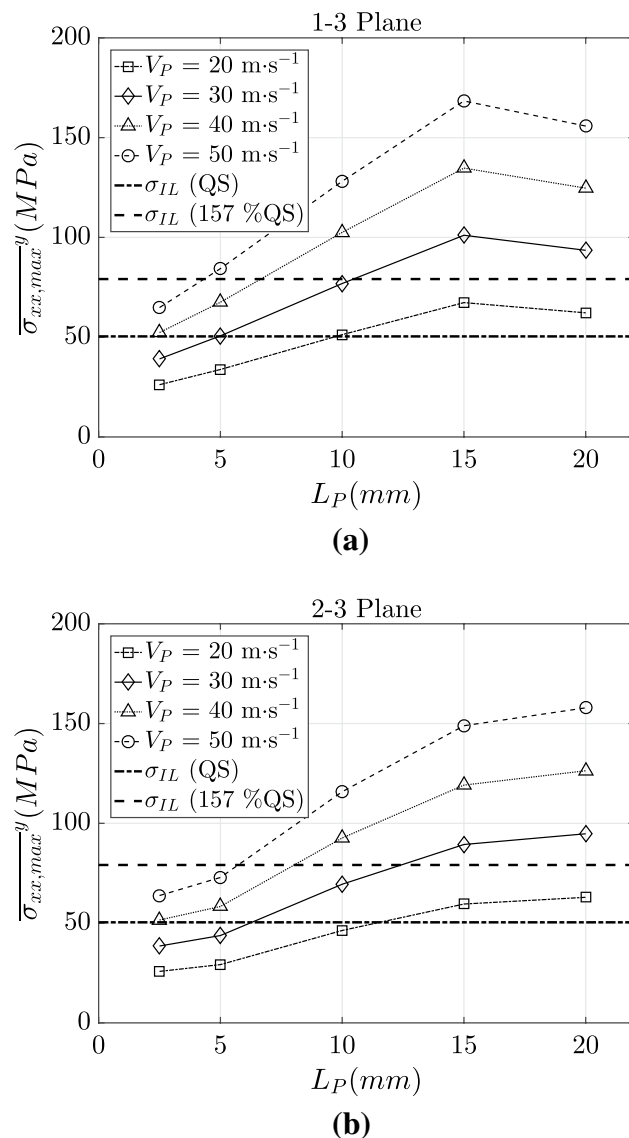 1-3 Plane
200
150
100
50
0
V_P = 20 m·s⁻¹
V_P = 30 m·s⁻¹
V_P = 40 m·s⁻¹
V_P = 50 m·s⁻¹
σ_IL (QS)
σ_IL (157 %QS)
σ_xx,max^y (MPa)
0 5 10 15 20
L_P (mm)
(a)
2-3 Plane
200
150
100
50
0
V_P = 20 m·s⁻¹
V_P = 30 m·s⁻¹
V_P = 40 m·s⁻¹
V_P = 50 m·s⁻¹
σ_IL (QS)
σ_IL (157 %QS)
σ_xx,max^y (MPa)
0 5 10 15 20
L_P (mm)
(b)